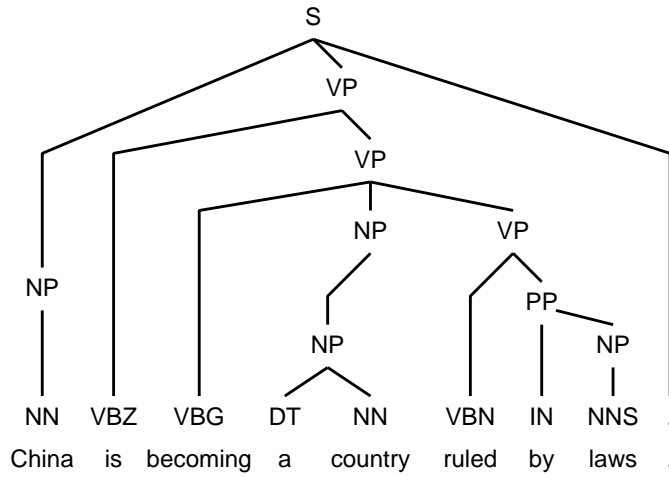 S
VP
VP
NP VP
NP PP
NP NP
NN VBZ VBG DT NN VBN IN NNS .
China is becoming a country ruled by laws .